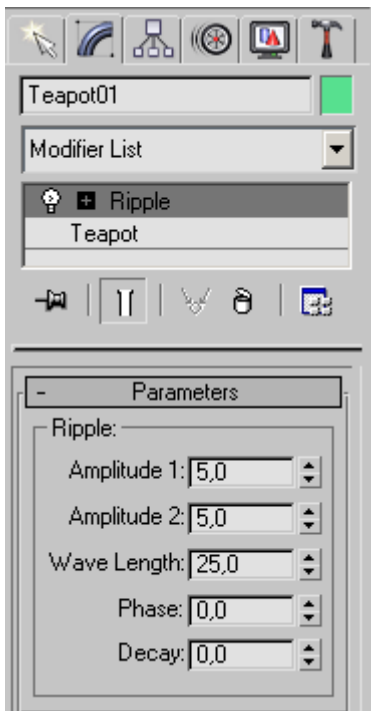 Teapot01
Modifier List
Ripple
Teapot
- Parameters
Ripple:
Amplitude 1: 5,0
Amplitude 2: 5,0
Wave Length: 25,0
Phase: 0,0
Decay: 0,0